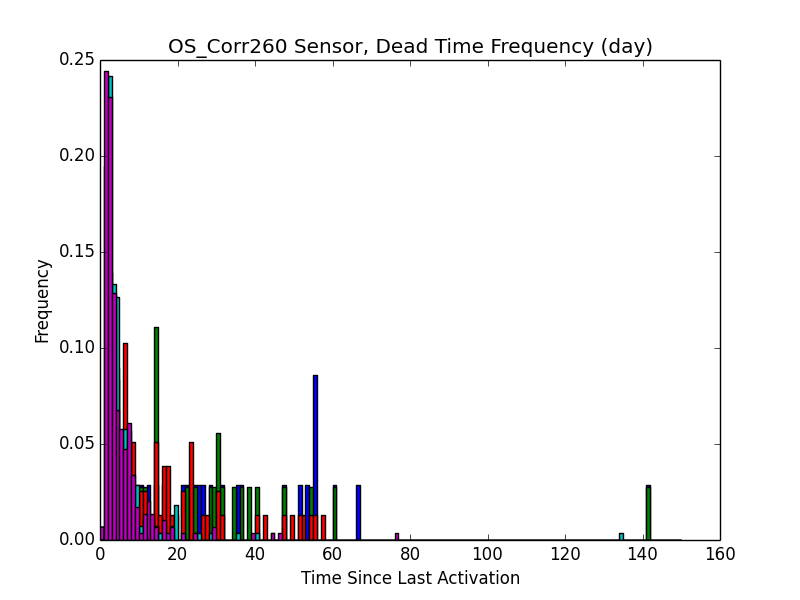 OS_Corr260 Sensor, Dead Time Frequency (day)
0.25
0.20
0.15
0.10
0.05
0.00
Frequency
0 20 40 60 80 100 120 140 160
Time Since Last Activation